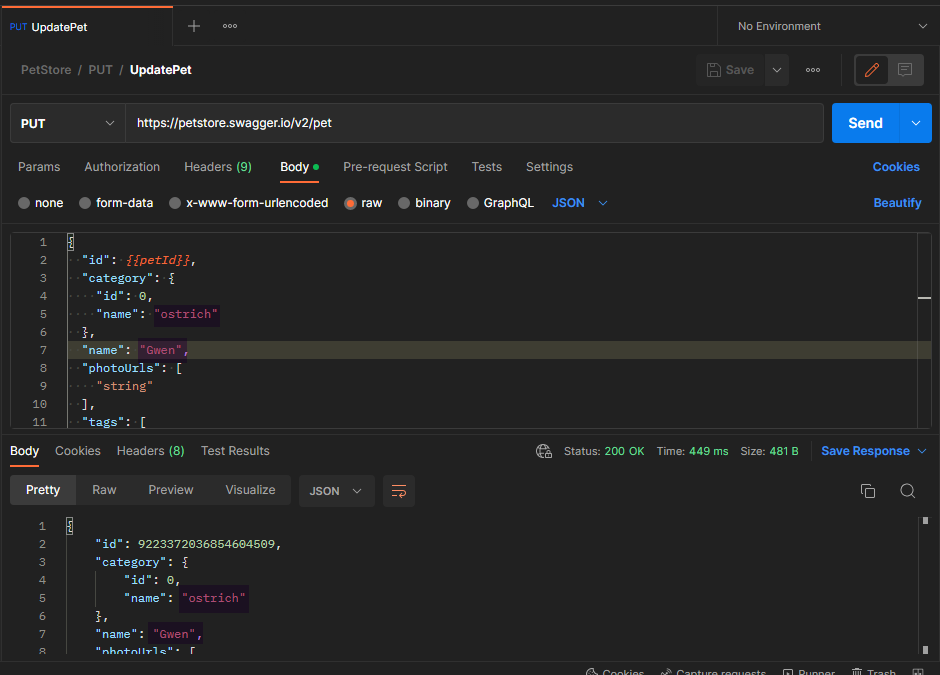 PUT UpdatePet
No Environment
PetStore / PUT / UpdatePet
Save
PUT https://petstore.swagger.io/v2/pet Send
Params Authorization Headers (9) Body Pre-request Script Tests Settings Cookies
none form-data x-www-form-urlencoded raw binary GraphQL JSON Beautify
1 {
2 "id": {{petId}},
3 "category": {
4 "id": 0,
5 "name": "ostrich"
6 },
7 "name": "Gwen",
8 "photoUrls": [
9 "string"
10 ],
11 "tags": [
Body Cookies Headers (8) Test Results Status: 200 OK Time: 449 ms Size: 481 B Save Response
Pretty Raw Preview Visualize JSON
1 {
2 "id": 9223372036854604509,
3 "category": {
4 "id": 0,
5 "name": "ostrich"
6 },
7 "name": "Gwen",
8 "photoUrls": [
Cookies Capture requests Runner Trash